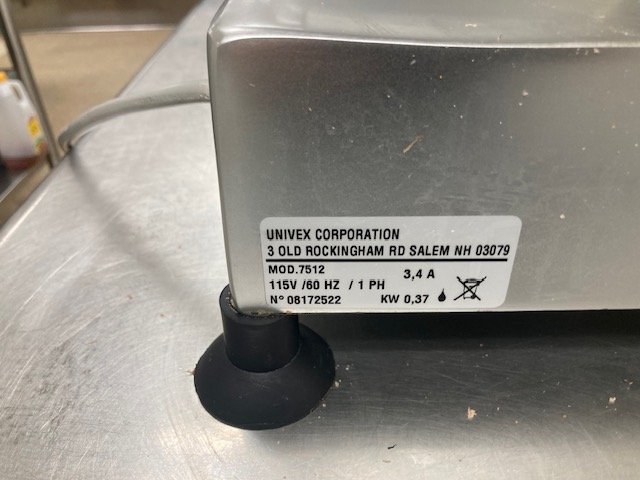 UNIVEX CORPORATION
3 OLD ROCKINGHAM RD SALEM NH 03079
MOD.7512 3,4 A
115V /60 HZ / 1 PH
N° 08172522 KW 0,37